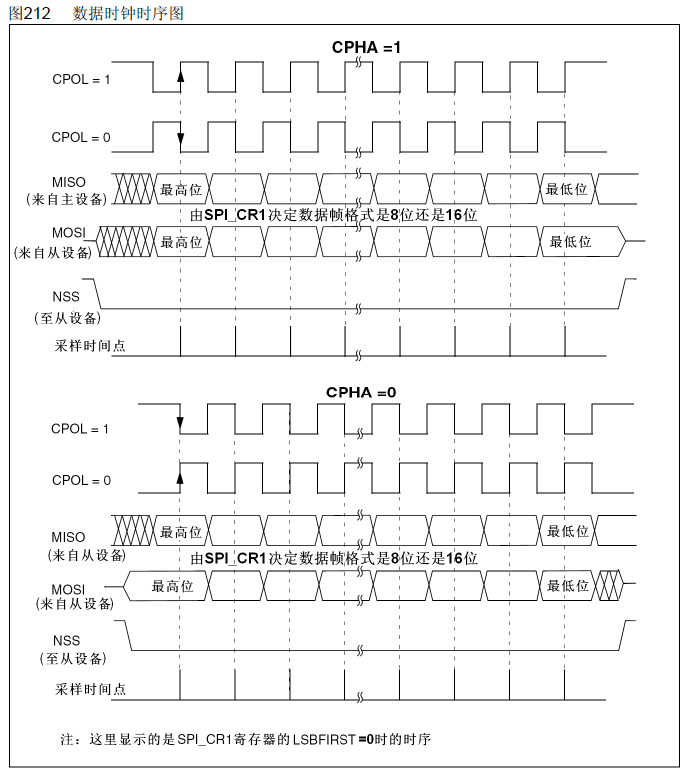 图212 数据时钟时序图
CPHA =1
CPOL = 1
CPOL = 0
MISO
(来自主设备)
最高位
最低位
由SPI_CR1决定数据帧格式是8位还是16位
MOSI
(来自从设备)
最高位
最低位
NSS
(至从设备)
采样时间点
CPHA =0
CPOL = 1
CPOL = 0
MISO
(来自从设备)
最高位
最低位
由SPI_CR1决定数据帧格式是8位还是16位
MOSI
(来自从设备)
最高位
最低位
NSS
(至从设备)
采样时间点
注：这里显示的是SPI_CR1寄存器的LSBFIRST =0时的时序